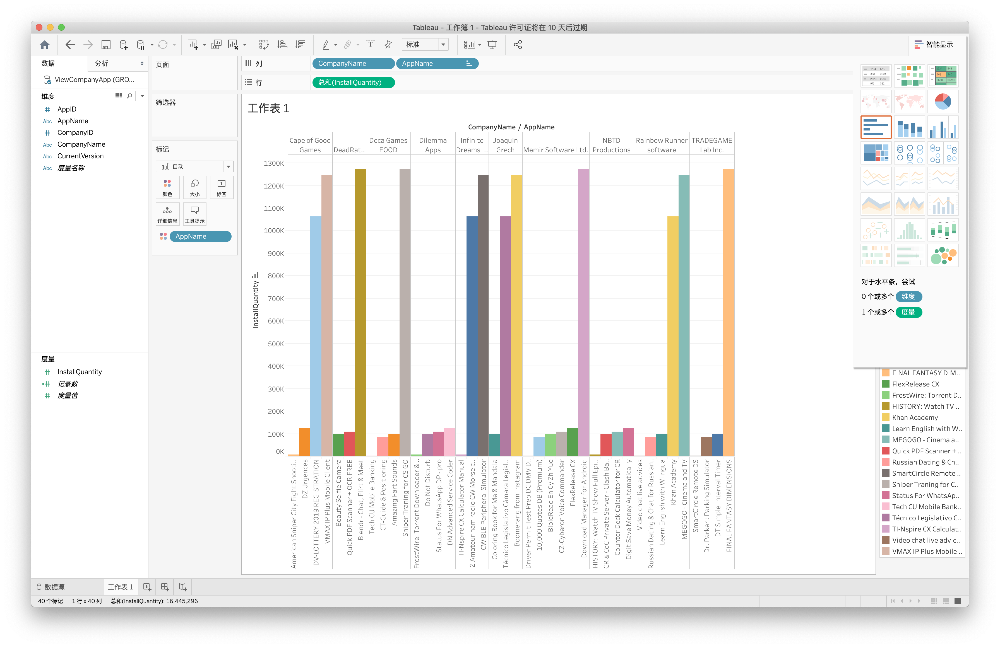 Tableau - 工作簿 1 - Tableau 许可证将在 10 天后过期
标准
智能显示
数据
分析
ViewCompanyApp (GRO...
维度
AppID
AppName
CompanyID
CompanyName
CurrentVersion
度量名称
度量
InstallQuantity
记录数
度量值
页面
筛选器
标记
自动
颜色
大小
标签
详细信息
工具提示
AppName
列
CompanyName
AppName
行
总和(InstallQuantity)
工作表 1
CompanyName / AppName
Cape of Good Games
DeadRat..
Deca Games EOOD
Dilemma Apps
Infinite Dreams I..
Joaquin Grech
Memir Software Ltd.
NBTD Productions
Rainbow Runner software
TRADEGAME Lab Inc.
InstallQuantity
1300K
1200K
1100K
1000K
900K
800K
700K
600K
500K
400K
300K
200K
100K
0K
American Sniper City Fight Shooti..
DZ Urgences
DV-LOTTERY 2019 REGISTRATION
VMAX IP Plus Mobile Client
Beauty Selfie Camera
Quick PDF Scanner + OCR FREE
Blendr - Chat, Flirt & Meet
Tech CU Mobile Banking
CT-Guide & Positioning
Amazing Fart Sounds
Sniper Traning for CS GO
FrostWire: Torrent Downloader & ..
Do Not Disturb
Status For WhatsApp DP - pro
DN Advanced Service Coder
TI-Nspire CX Calculator Manual
2 Amateur ham radio CW Morse c..
CW BLE Peripheral Simulator
Coloring Book for Me & Mandala
Técnico Legislativo Câmara Legisl..
Boomerang from Instagram
Driver Permit Test Prep DC DMV D..
10,000 Quotes DB (Premium)
BibleRead En Cy Zh Yue
CZ-Cyberon Voice Commander
FlexRelease CX
Download Manager for Android
HISTORY: Watch TV Show Full Epi..
CR & CoC Private Server - Clash Ba..
Counter Deck Calculator for CR
Digit Save Money Automatically
Video chat live advices
Russian Dating & Chat for Russian..
Learn English with Wlingua
Khan Academy
MEGOGO - Cinema and TV
SmartCircle Remote DS
Dr. Parker : Parking Simulator
DT Simple Interval Timer
FINAL FANTASY DIMENSIONS
1234 678
368 3034
2620 2559
971 322
1234 546
368 340
2620 53890
对于水平条，尝试
0 个或多个 维度
1 个或多个 度量
FINAL FANTASY DIM..
FlexRelease CX
FrostWire: Torrent D..
HISTORY: Watch TV ..
Khan Academy
Learn English with W..
MEGOGO - Cinema a..
Quick PDF Scanner + ..
Russian Dating & Ch..
SmartCircle Remote ..
Sniper Traning for C..
Status For WhatsAp..
Tech CU Mobile Bank..
Técnico Legislativo C..
TI-Nspire CX Calculat..
Video chat live advic..
VMAX IP Plus Mobile ..
数据源
工作表 1
40 个标记 1 行 x 40 列 总和(InstallQuantity): 16,445,296